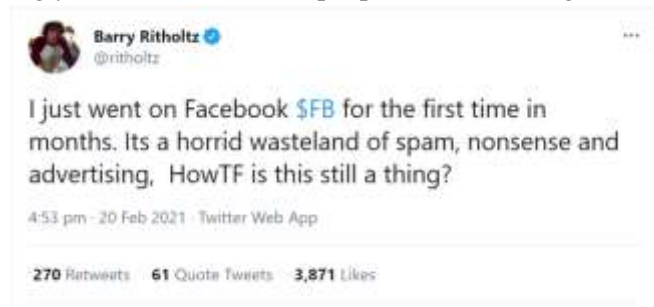 Barry Ritholtz
@ritholtz
I just went on Facebook $FB for the first time in
months. Its a horrid wasteland of spam, nonsense and
advertising, HowTF is this still a thing?
4:53 pm · 20 Feb 2021 · Twitter Web App
270 Retweets 61 Quote Tweets 3,871 Likes